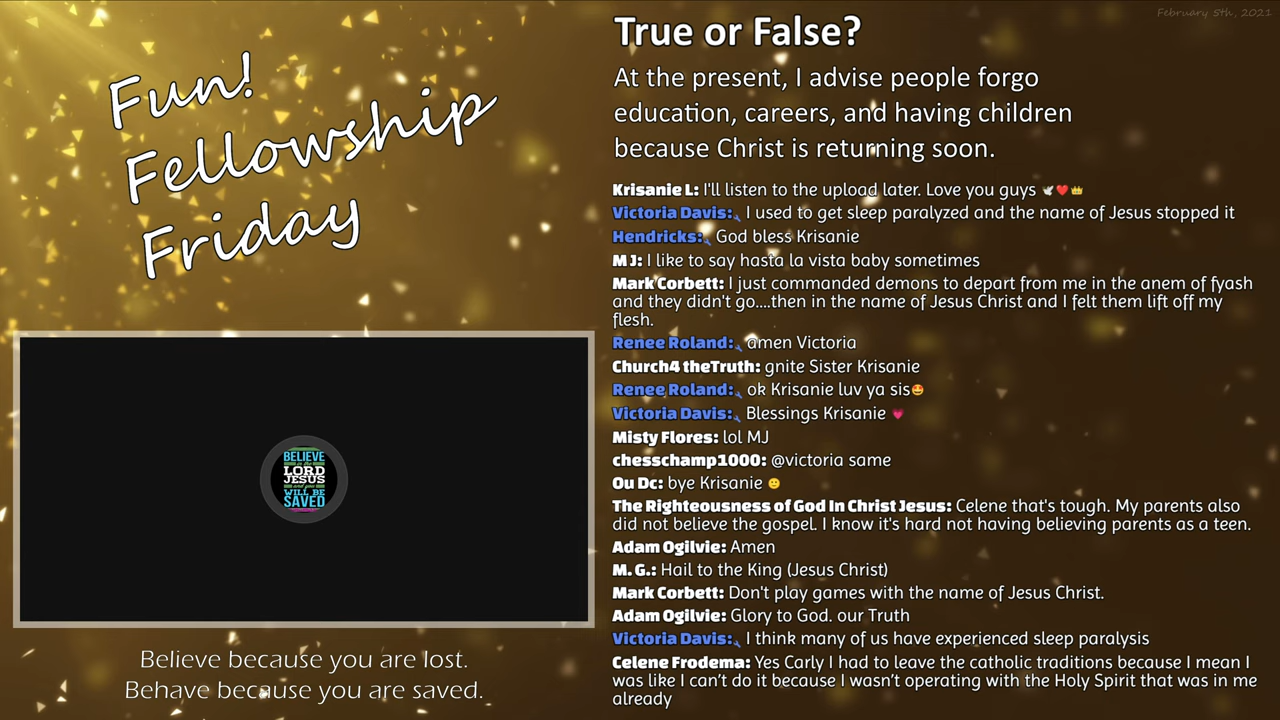 February 5th, 2021
Fun!
Fellowship
Friday
True or False?
At the present, I advise people forgo
education, careers, and having children
because Christ is returning soon.
Krisanie L: I'll listen to the upload later. Love you guys 🕊❤👑
Victoria Davis: I used to get sleep paralyzed and the name of Jesus stopped it
Hendricks: God bless Krisanie
M J: I like to say hasta la vista baby sometimes
Mark Corbett: I just commanded demons to depart from me in the anem of fyash
and they didn't go....then in the name of Jesus Christ and I felt them lift off my
flesh.
Renee Roland: amen Victoria
Church4 theTruth: gnite Sister Krisanie
Renee Roland: ok Krisanie luv ya sis🤩
Victoria Davis: Blessings Krisanie 💗
Misty Flores: lol MJ
chesschamp1000: @victoria same
Ou Dc: bye Krisanie 🙂
The Righteousness of God In Christ Jesus: Celene that's tough. My parents also
did not believe the gospel. I know it's hard not having believing parents as a teen.
Adam Ogilvie: Amen
M. G.: Hail to the King (Jesus Christ)
Mark Corbett: Don't play games with the name of Jesus Christ.
Adam Ogilvie: Glory to God. our Truth
Victoria Davis: I think many of us have experienced sleep paralysis
Celene Frodema: Yes Carly I had to leave the catholic traditions because I mean I
was like I can't do it because I wasn't operating with the Holy Spirit that was in me
already
BELIEVE
in the
LORD
JESUS
and you
WILL BE
SAVED
Believe because you are lost.
Behave because you are saved.